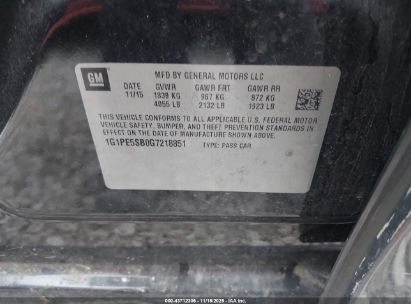 GM
MFD BY GENERAL MOTORS LLC
DATE GVWR GAWR FRT GAWR RR
11/15 1839 KG 967 KG 872 KG
4055 LB 2132 LB 1923 LB
THIS VEHICLE CONFORMS TO ALL APPLICABLE U.S. FEDERAL MOTOR
VEHICLE SAFETY, BUMPER, AND THEFT PREVENTION STANDARDS IN
EFFECT ON THE DATE OF MANUFACTURE SHOWN ABOVE.
1G1PE5SB0G7218851 TYPE: PASS CAR